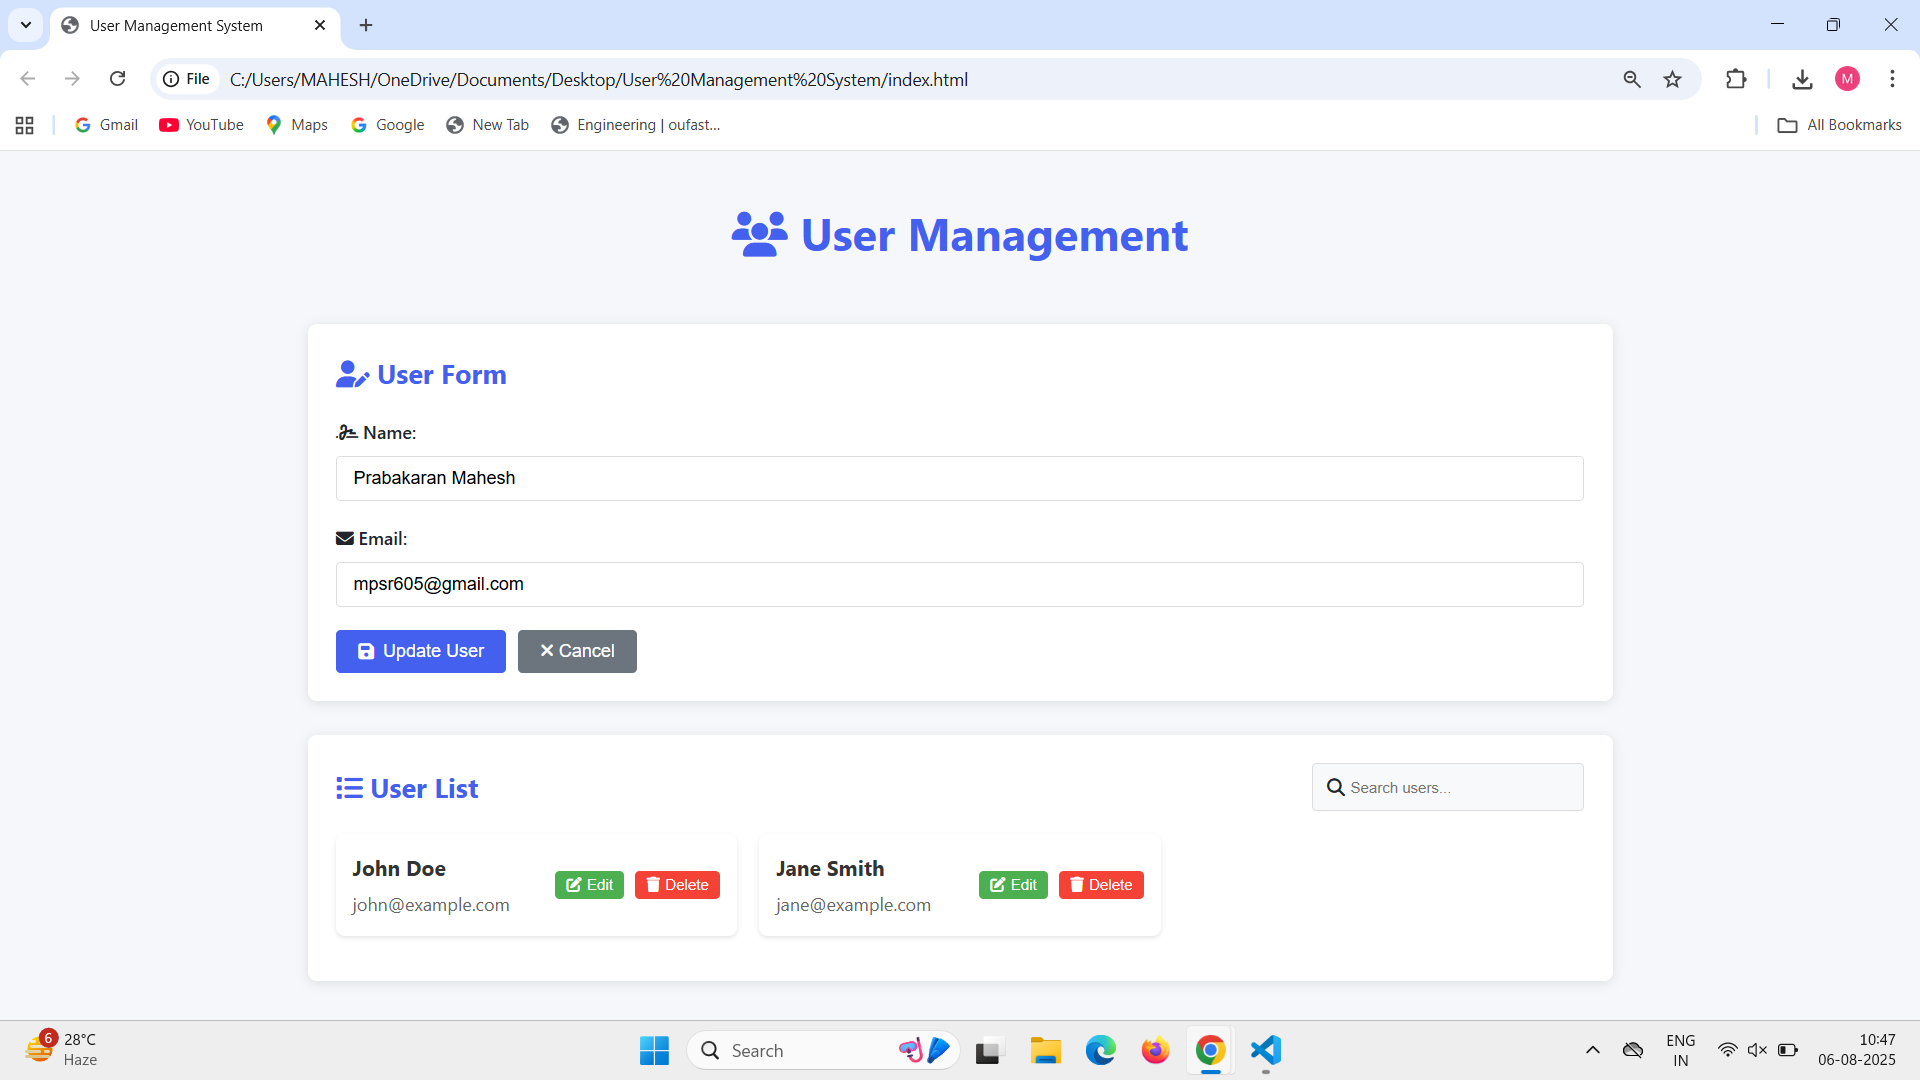 User Management System
File
C:/Users/MAHESH/OneDrive/Documents/Desktop/User%20Management%20System/index.html
M
Gmail
YouTube
Maps
Google
New Tab
Engineering | oufast...
All Bookmarks
User Management
User Form
Name:
Prabakaran Mahesh
Email:
mpsr605@gmail.com
Update User
Cancel
User List
Search users...
John Doe
john@example.com
Edit
Delete
Jane Smith
jane@example.com
Edit
Delete
6
28°C
Haze
Search
ENG
IN
10:47
06-08-2025